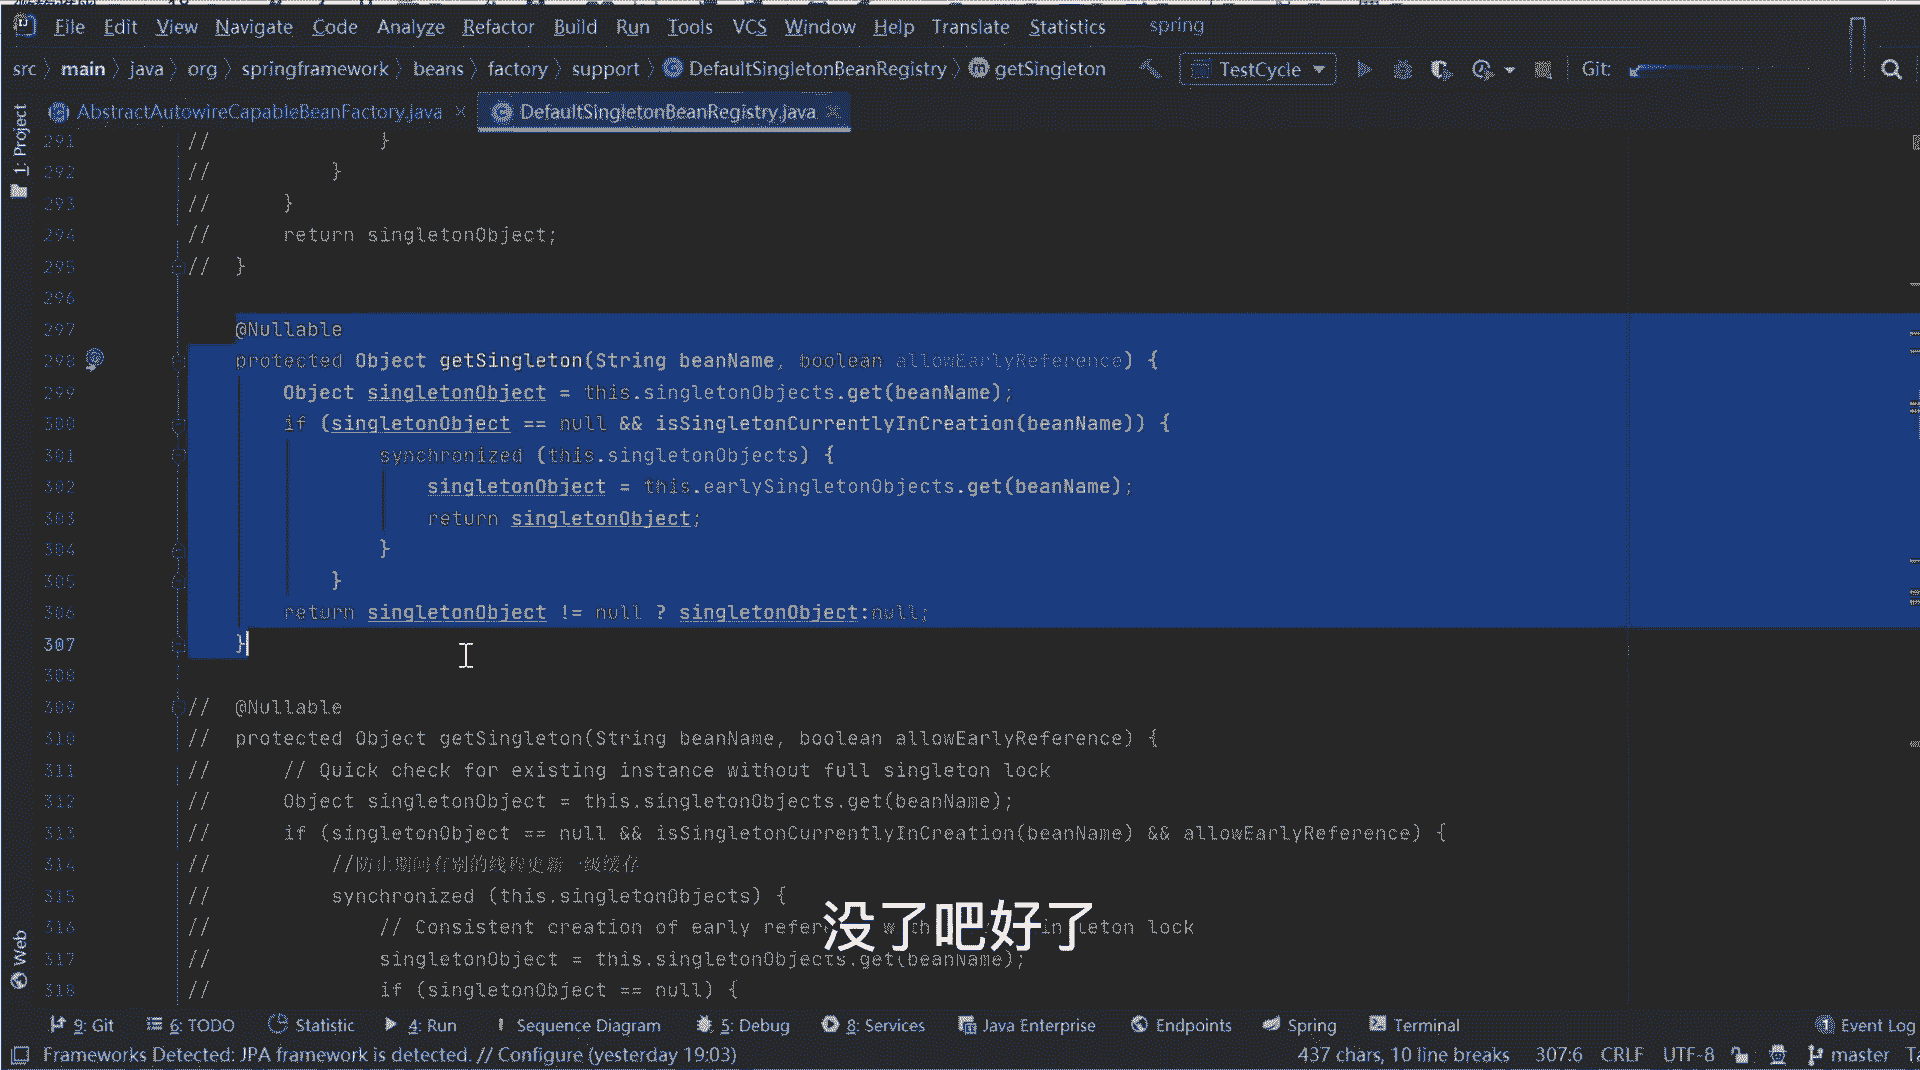 File Edit View Navigate Code Analyze Refactor Build Run Tools VCS Window Help Translate Statistics spring
src main java org springframework beans factory support DefaultSingletonBeanRegistry getSingleton TestCycle Git:
AbstractAutowireCapableBeanFactory.java DefaultSingletonBeanRegistry.java
1: Project
291 // }
292 // }
293 // }
294 // return singletonObject;
295 // }
296
297 @Nullable
298 protected Object getSingleton(String beanName, boolean allowEarlyReference) {
299 Object singletonObject = this.singletonObjects.get(beanName);
300 if (singletonObject == null && isSingletonCurrentlyInCreation(beanName)) {
301 synchronized (this.singletonObjects) {
302 singletonObject = this.earlySingletonObjects.get(beanName);
303 return singletonObject;
304 }
305 }
306 return singletonObject != null ? singletonObject:null;
307 }
308
309 // @Nullable
310 // protected Object getSingleton(String beanName, boolean allowEarlyReference) {
311 // // Quick check for existing instance without full singleton lock
312 // Object singletonObject = this.singletonObjects.get(beanName);
313 // if (singletonObject == null && isSingletonCurrentlyInCreation(beanName) && allowEarlyReference) {
314 // //防止期间有别的线程更新一级缓存
315 // synchronized (this.singletonObjects) {
316 // // Consistent creation of early refer with ingleton lock
没了吧好了
317 // singletonObject = this.singletonObjects.get(beanName);
318 // if (singletonObject == null) {
Web
9: Git 6: TODO Statistic 4: Run Sequence Diagram 5: Debug 8: Services Java Enterprise Endpoints Spring Terminal 1 Event Log
Frameworks Detected: JPA framework is detected. // Configure (yesterday 19:03) 437 chars, 10 line breaks 307:6 CRLF UTF-8 master